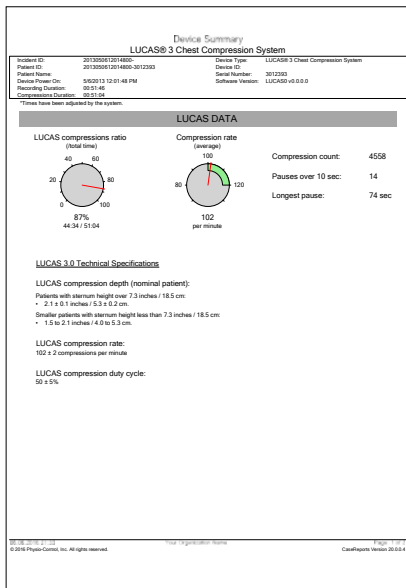 Device Summary
LUCAS® 3 Chest Compression System
Incident ID: 2013050612014800- Device Type: LUCAS® 3 Chest Compression System
Patient ID: 2013050612014800-3012393 Device ID:
Patient Name: Serial Number: 3012393
Device Power On: 5/6/2013 12:01:48 PM Software Version: LUCAS0 v0.0.0.0
Recording Duration: 00:51:46
Compressions Duration: 00:51:04
*Times have been adjusted by the system.
LUCAS DATA
LUCAS compressions ratio
(/total time)
0 20 40 60 80 100
87%
44:34 / 51:04
Compression rate
(average)
80 100 120
102
per minute
Compression count: 4558
Pauses over 10 sec: 14
Longest pause: 74 sec
LUCAS 3.0 Technical Specifications
LUCAS compression depth (nominal patient):
Patients with sternum height over 7.3 inches / 18.5 cm:
• 2.1 ± 0.1 inches / 5.3 ± 0.2 cm.
Smaller patients with sternum height less than 7.3 inches / 18.5 cm:
• 1.5 to 2.1 inches / 4.0 to 5.3 cm.
LUCAS compression rate:
102 ± 2 compressions per minute
LUCAS compression duty cycle:
50 ± 5%
Your Organization Name
Page 1 of 2
© 2016 Physio-Control, Inc. All rights reserved. CaseReports Version 20.0.0.4